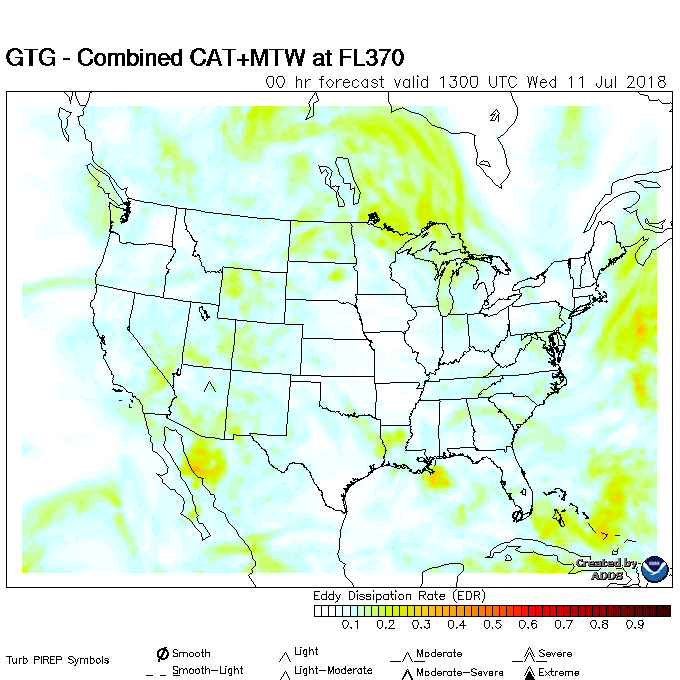 GTG - Combined CAT+MTW at FL370
00 hr forecast valid 1300 UTC Wed 11 Jul 2018
Created by
ADDS
Eddy Dissipation Rate (EDR)
0.1 0.2 0.3 0.4 0.5 0.6 0.7 0.8 0.9
Turb PIREP Symbols
Smooth
Light
Moderate
Severe
Smooth-Light
Light-Moderate
Moderate-Severe
Extreme